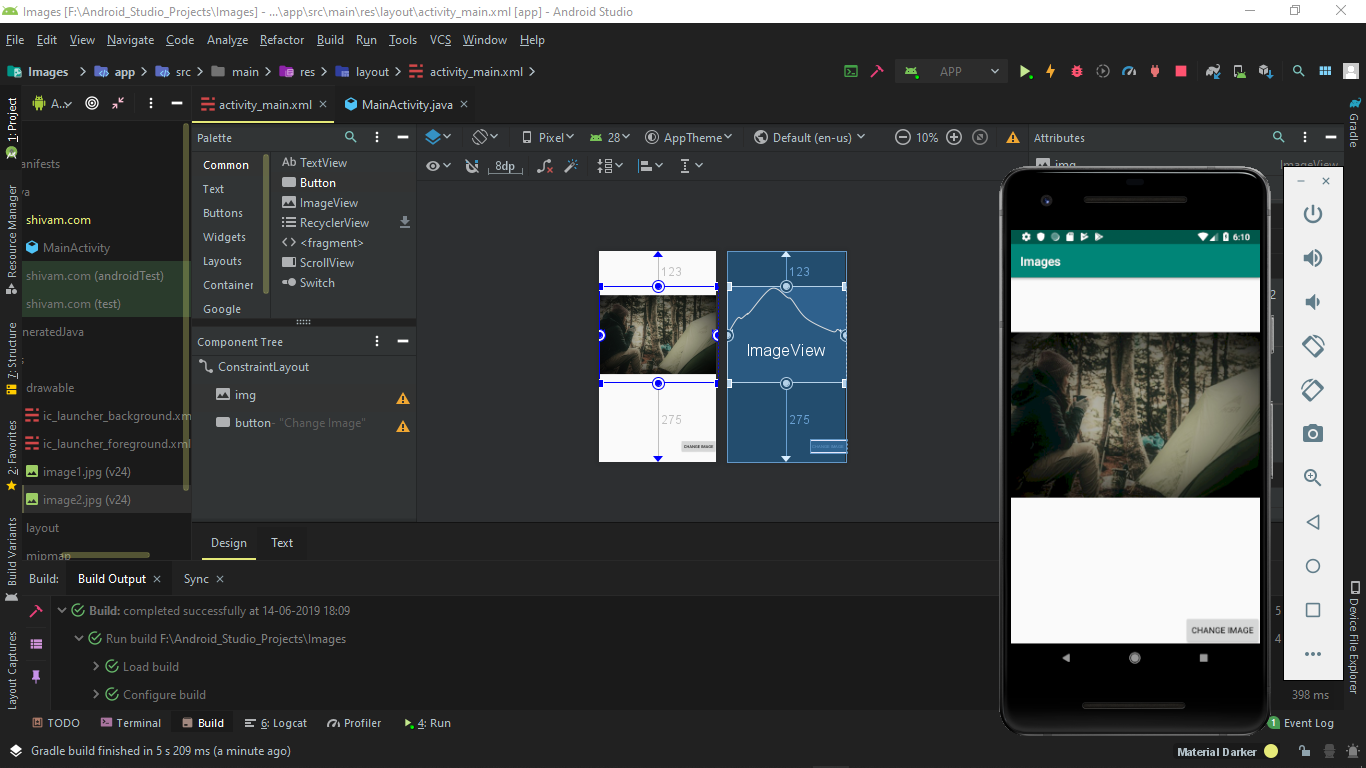 Images [F:\Android_Studio_Projects\Images] - ...\app\src\main\res\layout\activity_main.xml [app] - Android Studio
File Edit View Navigate Code Analyze Refactor Build Run Tools VCS Window Help
Images app src main res layout activity_main.xml APP
1: Project
A..
activity_main.xml
MainActivity.java
Gradle
Palette
Pixel 28 AppTheme Default (en-us) 10%
Attributes
8dp
img ImageView
Common
Text
Buttons
Widgets
Layouts
Container
Google
Ab TextView
Button
ImageView
RecyclerView
<fragment>
ScrollView
Switch
anifests
va
shivam.com
MainActivity
shivam.com (androidTest)
shivam.com (test)
neratedJava
s
drawable
ic_launcher_background.xm
ic_launcher_foreground.xml
image1.jpg (v24)
image2.jpg (v24)
layout
mipmap
Resource Manager
7: Structure
2: Favorites
Build Variants
Layout Captures
Component Tree
ConstraintLayout
img
button- "Change Image"
123
275
CHANGE IMAGE
123
ImageView
275
CHANGE IMAGE
2
6:10
Images
CHANGE IMAGE
Design Text
Build: Build Output Sync
Build: completed successfully at 14-06-2019 18:09
Run build F:\Android_Studio_Projects\Images
Load build
Configure build
5
4
398 ms
Device File Explorer
TODO Terminal Build 6: Logcat Profiler 4: Run
1 Event Log
Gradle build finished in 5 s 209 ms (a minute ago)
Material Darker